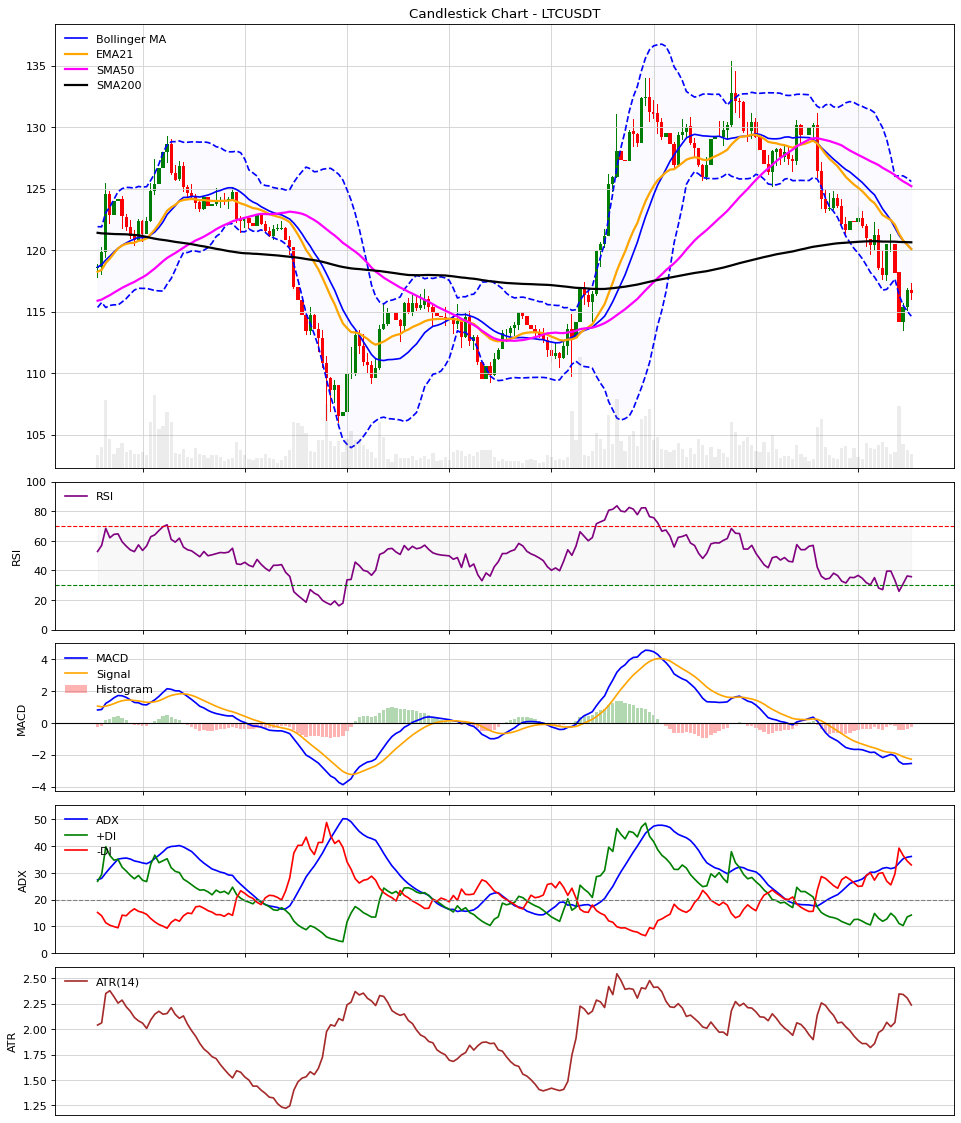 Candlestick Chart - LTCUSDT
Bollinger MA
EMA21
SMA50
SMA200
135
130
125
120
115
110
105
RSI
100
80
60
40
20
0
RSI
MACD
Signal
Histogram
4
2
0
−2
−4
MACD
ADX
+DI
-DI
50
40
30
20
10
0
ADX
ATR(14)
2.50
2.25
2.00
1.75
1.50
1.25
ATR